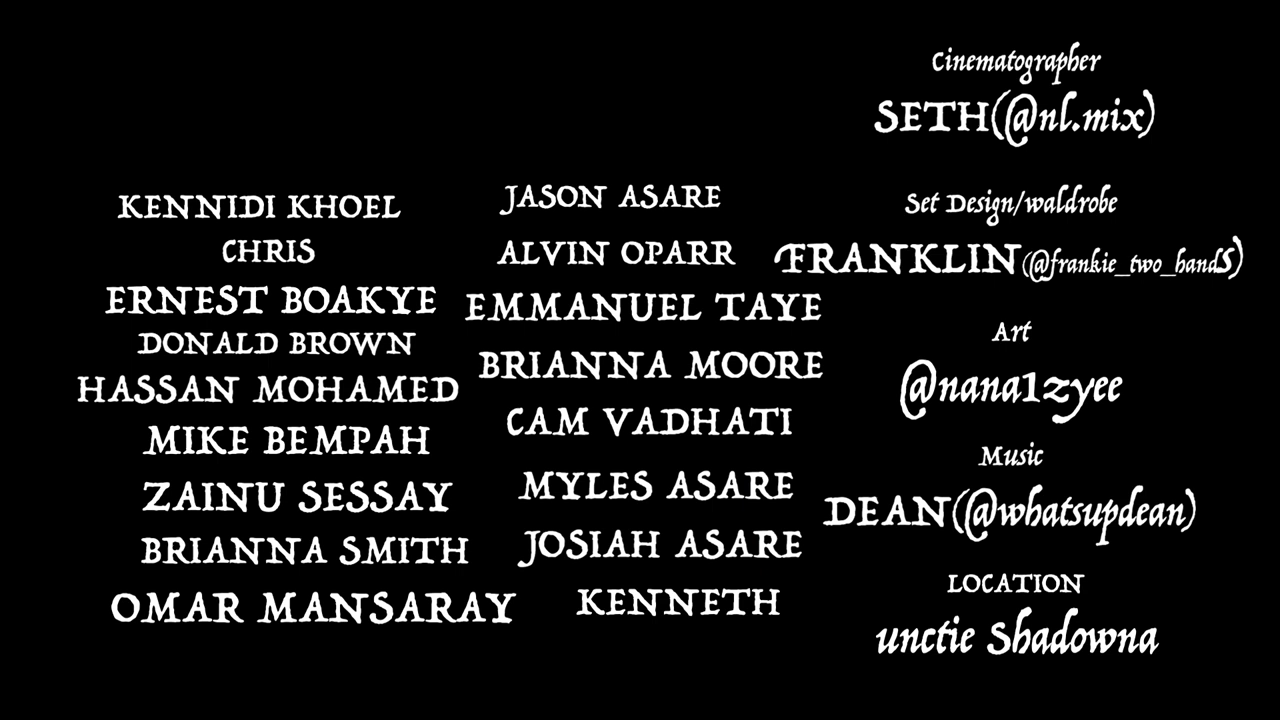 KENNIDI KHOEL
CHRIS
ERNEST BOAKYE
DONALD BROWN
HASSAN MOHAMED
MIKE BEMPAH
ZAINU SESSAY
BRIANNA SMITH
OMAR MANSARAY
JASON ASARE
ALVIN OPARR
EMMANUEL TAYE
BRIANNA MOORE
CAM VADHATI
MYLES ASARE
JOSIAH ASARE
KENNETH
Cinematographer
SETH(@nl.mix)
Set Design/waldrobe
FRANKLIN(@frankie_two_handS)
Art
@nana1zyee
Music
DEAN(@whatsupdean)
LOCATION
unctie Shadowna